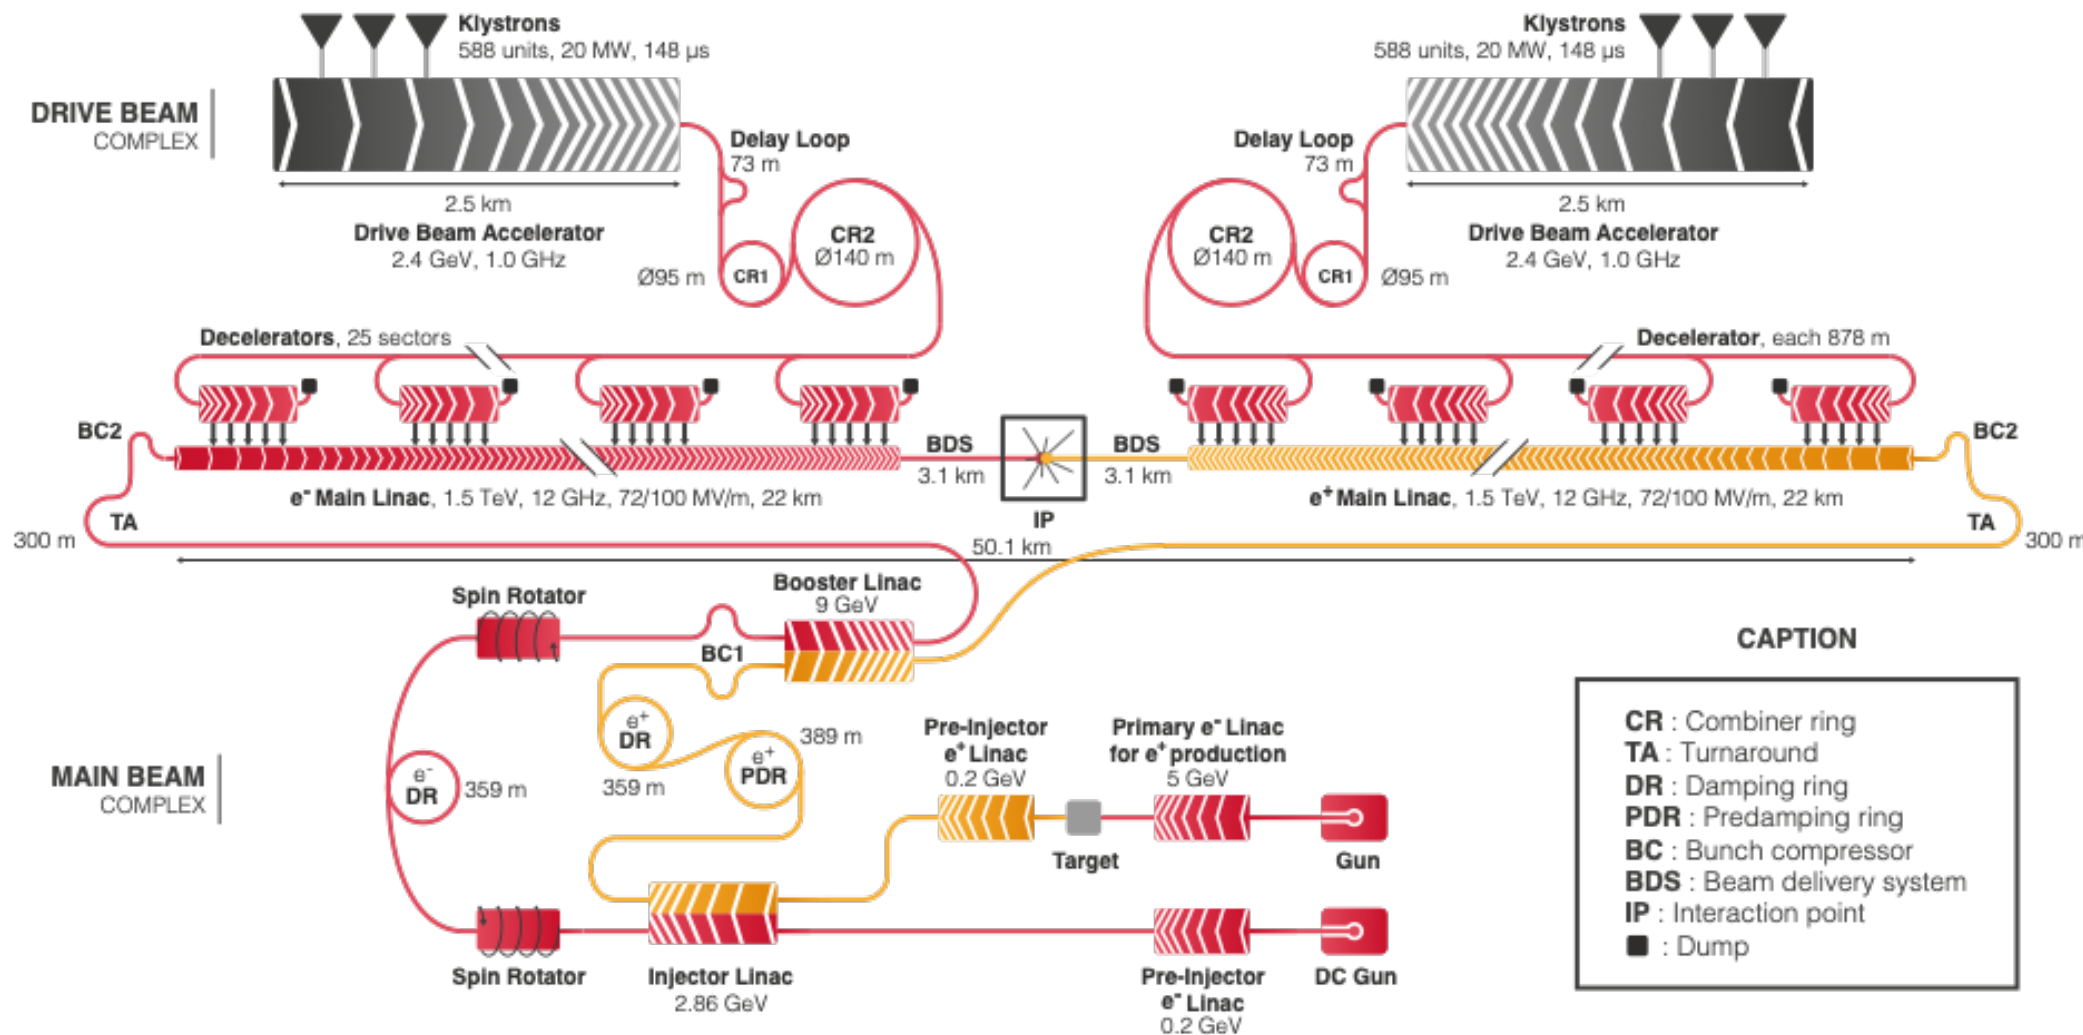 Klystrons
588 units, 20 MW, 148 µs
Klystrons
588 units, 20 MW, 148 µs
DRIVE BEAM
COMPLEX
Delay Loop
73 m
Delay Loop
73 m
2.5 km
Drive Beam Accelerator
2.4 GeV, 1.0 GHz
2.5 km
Drive Beam Accelerator
2.4 GeV, 1.0 GHz
CR2
Ø140 m
CR1
Ø95 m
CR2
Ø140 m
CR1
Ø95 m
Decelerators, 25 sectors
Decelerator, each 878 m
BC2
BDS
3.1 km
BDS
3.1 km
BC2
e- Main Linac, 1.5 TeV, 12 GHz, 72/100 MV/m, 22 km
IP
e+ Main Linac, 1.5 TeV, 12 GHz, 72/100 MV/m, 22 km
TA
300 m
TA
300 m
50.1 km
Spin Rotator
Booster Linac
9 GeV
BC1
MAIN BEAM
COMPLEX
e- DR
359 m
e+ DR
359 m
e+ PDR
389 m
Pre-Injector
e+ Linac
0.2 GeV
Primary e- Linac
for e+ production
5 GeV
Target
Gun
Spin Rotator
Injector Linac
2.86 GeV
Pre-Injector
e- Linac
0.2 GeV
DC Gun
CAPTION
CR : Combiner ring
TA : Turnaround
DR : Damping ring
PDR : Predamping ring
BC : Bunch compressor
BDS : Beam delivery system
IP : Interaction point
: Dump